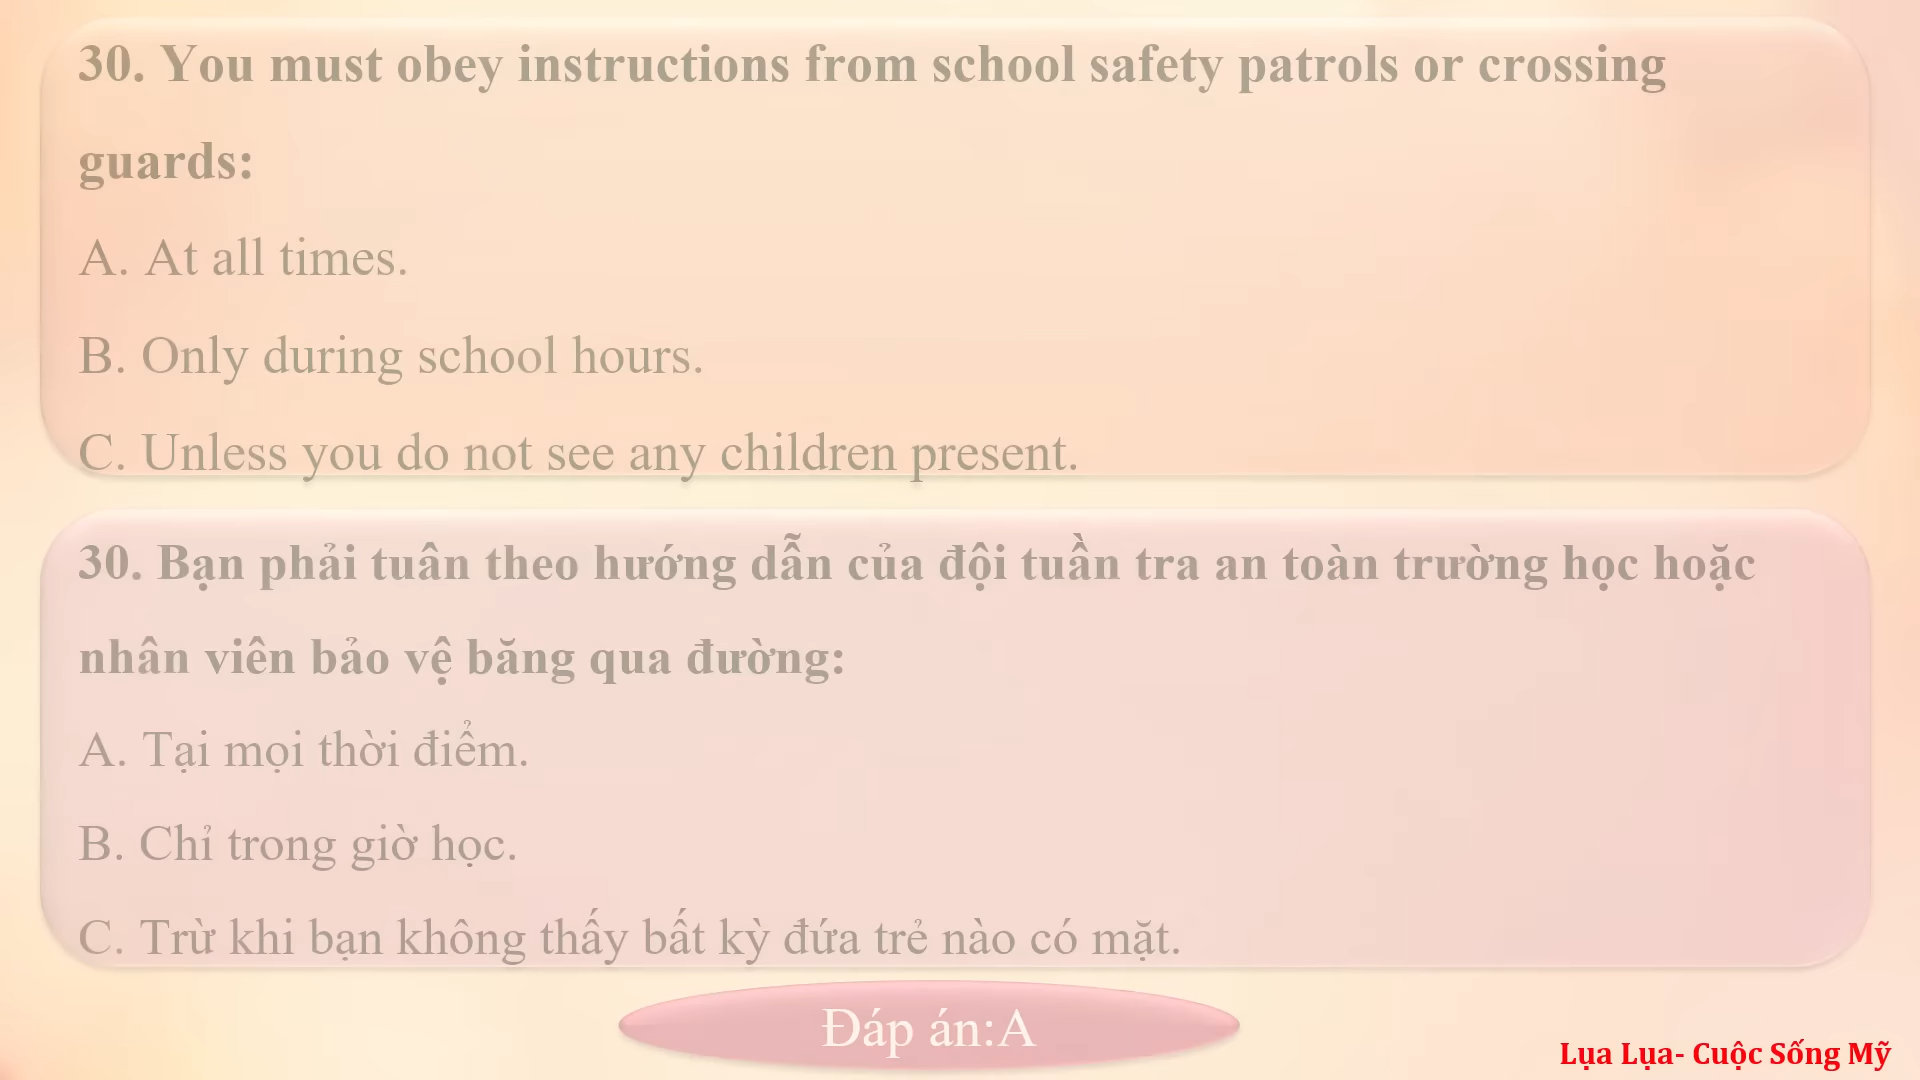 30. You must obey instructions from school safety patrols or crossing
guards:
A. At all times.
B. Only during school hours.
C. Unless you do not see any children present.
30. Bạn phải tuân theo hướng dẫn của đội tuần tra an toàn trường học hoặc
nhân viên bảo vệ băng qua đường:
A. Tại mọi thời điểm.
B. Chỉ trong giờ học.
C. Trừ khi bạn không thấy bất kỳ đứa trẻ nào có mặt.
Đáp án:A
Lụa Lụa- Cuộc Sống Mỹ